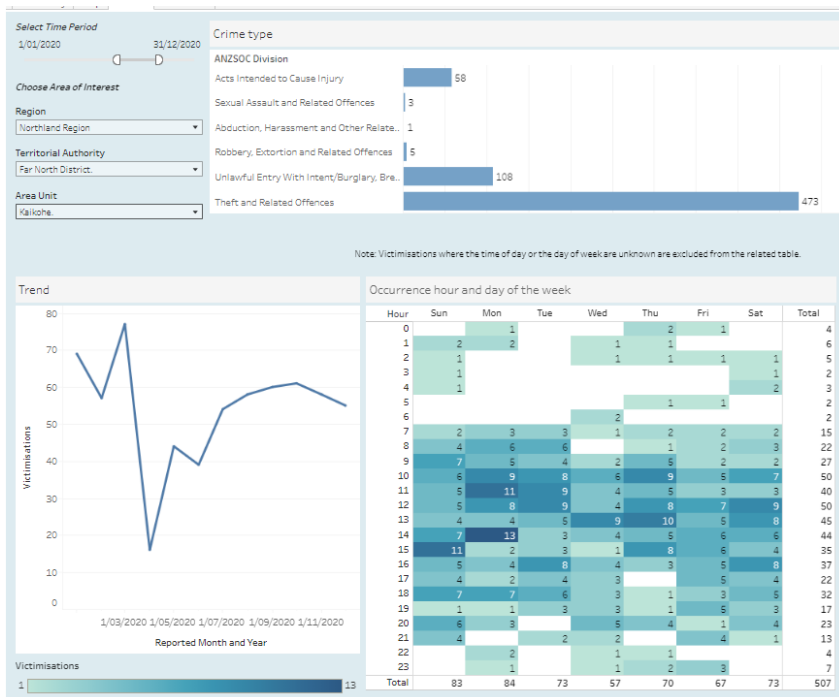 Select Time Period
1/01/2020 31/12/2020
Choose Area of Interest
Region
Northland Region
Territorial Authority
Far North District.
Area Unit
Kaikohe.
Crime type
ANZSOC Division
Acts Intended to Cause Injury 58
Sexual Assault and Related Offences 3
Abduction, Harassment and Other Relate.. 1
Robbery, Extortion and Related Offences 5
Unlawful Entry With Intent/Burglary, Bre.. 108
Theft and Related Offences 473
Note: Victimisations where the time of day or the day of week are unknown are excluded from the related table.
Trend
80
70
60
50
40
30
20
10
0
Victimisations
1/03/2020 1/05/2020 1/07/2020 1/09/2020 1/11/2020
Reported Month and Year
Victimisations
1 13
Occurrence hour and day of the week
Hour Sun Mon Tue Wed Thu Fri Sat Total
0 1 2 1 4
1 2 2 1 1 6
2 1 1 1 1 1 5
3 1 1 2
4 1 2 3
5 1 1 2
6 2 2
7 2 3 3 1 2 2 2 15
8 4 6 6 1 2 3 22
9 7 5 4 2 5 2 2 27
10 6 9 8 6 9 5 7 50
11 5 11 9 4 5 3 3 40
12 5 8 9 4 8 7 9 50
13 4 4 5 9 10 5 8 45
14 7 13 3 4 5 6 6 44
15 11 2 3 1 8 6 4 35
16 5 4 8 4 3 5 8 37
17 4 2 4 3 5 4 22
18 7 7 6 3 1 3 5 32
19 1 1 3 3 1 5 3 17
20 6 3 5 4 1 4 23
21 4 2 2 4 1 13
22 2 1 1 4
23 1 1 2 3 7
Total 83 84 73 57 70 67 73 507